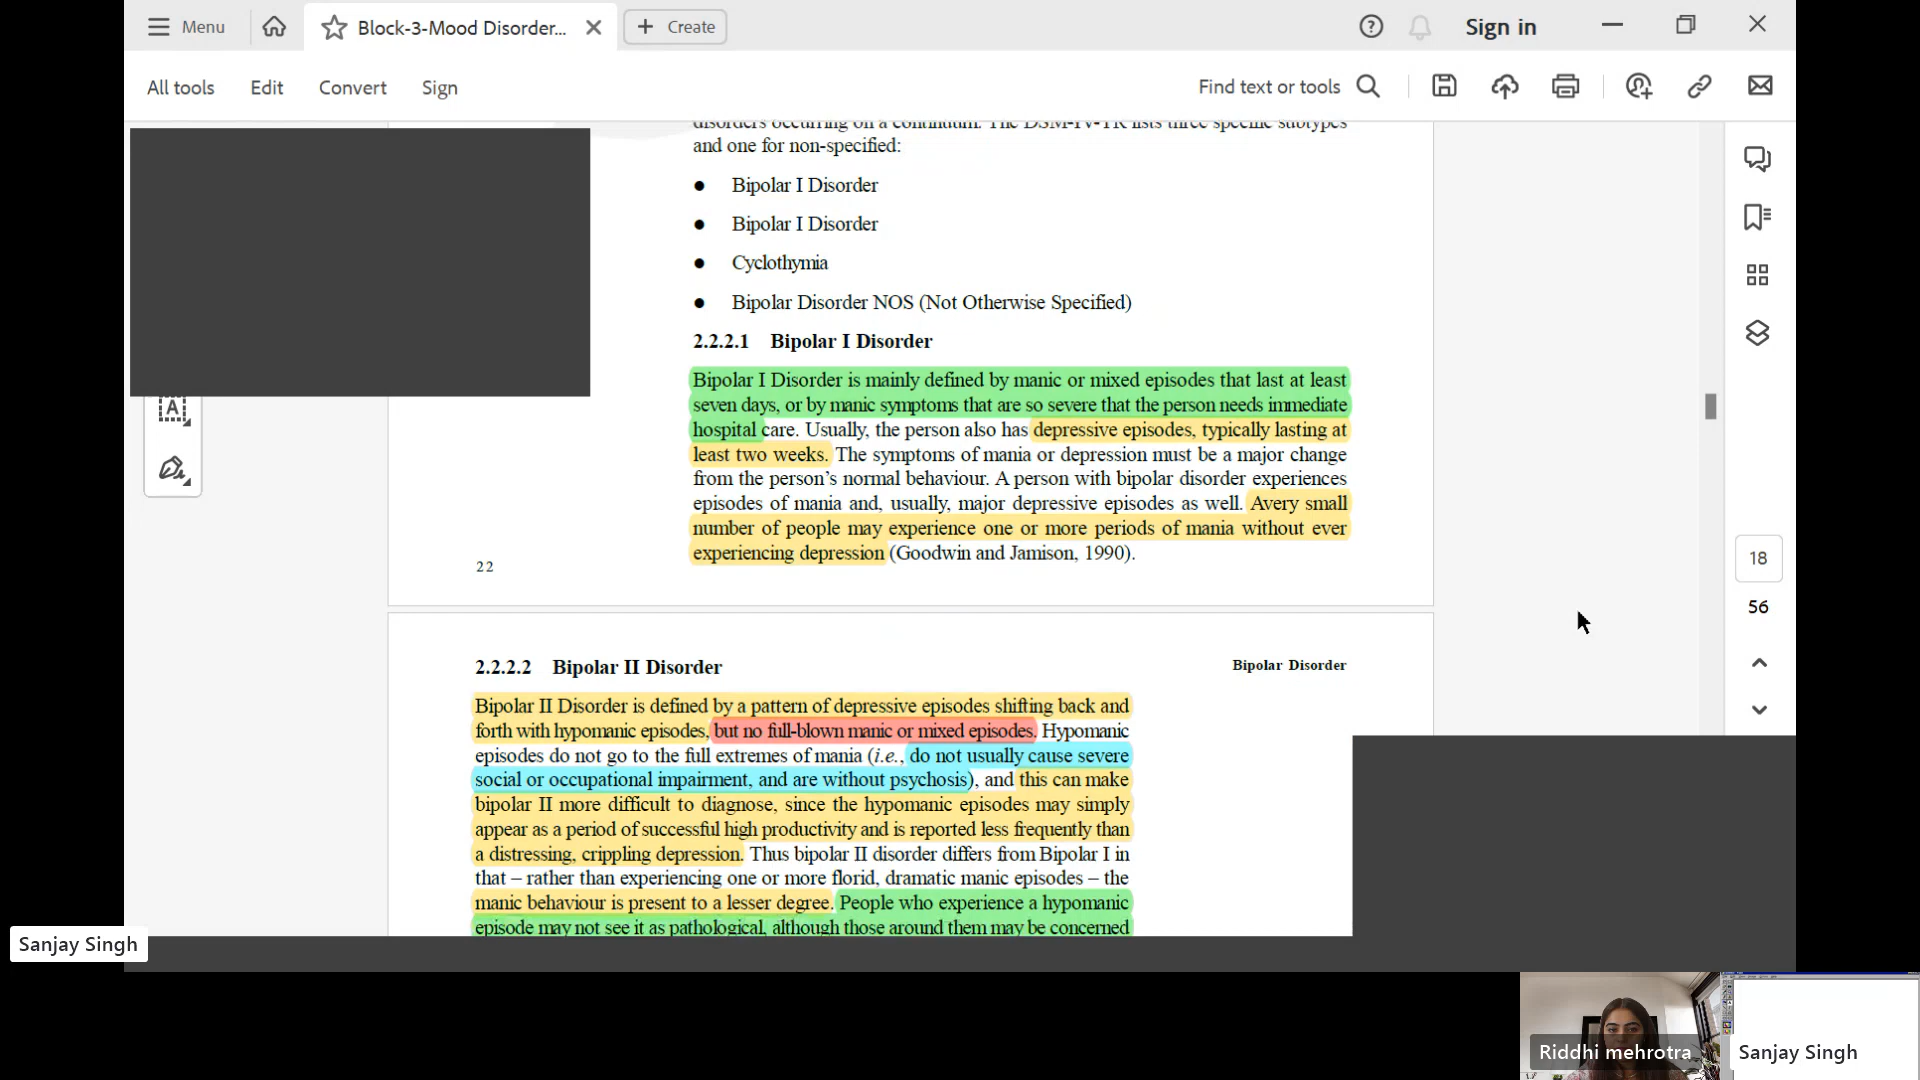 Menu
Block-3-Mood Disorder...
Create
Sign in
All tools
Edit
Convert
Sign
Find text or tools
disorders occurring on a continuum. The DSM-IV-TR lists three specific subtypes
and one for non-specified:
● Bipolar I Disorder
● Bipolar I Disorder
● Cyclothymia
● Bipolar Disorder NOS (Not Otherwise Specified)
2.2.2.1 Bipolar I Disorder
Bipolar I Disorder is mainly defined by manic or mixed episodes that last at least
seven days, or by manic symptoms that are so severe that the person needs immediate
hospital care. Usually, the person also has depressive episodes, typically lasting at
least two weeks. The symptoms of mania or depression must be a major change
from the person's normal behaviour. A person with bipolar disorder experiences
episodes of mania and, usually, major depressive episodes as well. Avery small
number of people may experience one or more periods of mania without ever
experiencing depression (Goodwin and Jamison, 1990).
22
18
56
2.2.2.2 Bipolar II Disorder
Bipolar Disorder
Bipolar II Disorder is defined by a pattern of depressive episodes shifting back and
forth with hypomanic episodes, but no full-blown manic or mixed episodes. Hypomanic
episodes do not go to the full extremes of mania (i.e., do not usually cause severe
social or occupational impairment, and are without psychosis), and this can make
bipolar II more difficult to diagnose, since the hypomanic episodes may simply
appear as a period of successful high productivity and is reported less frequently than
a distressing, crippling depression. Thus bipolar II disorder differs from Bipolar I in
that – rather than experiencing one or more florid, dramatic manic episodes – the
manic behaviour is present to a lesser degree. People who experience a hypomanic
episode may not see it as pathological, although those around them may be concerned
Sanjay Singh
Riddhi mehrotra
Sanjay Singh